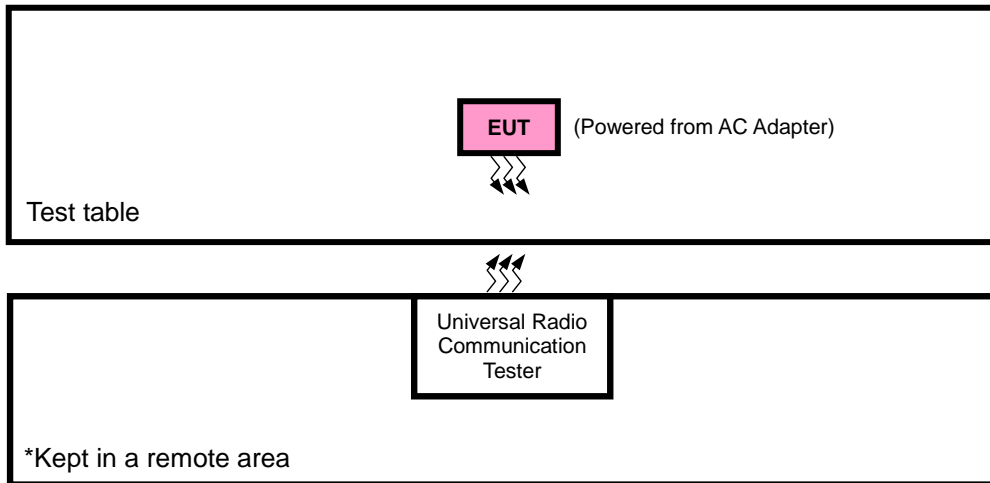 EUT
(Powered from AC Adapter)
Test table
Universal Radio
Communication
Tester
*Kept in a remote area